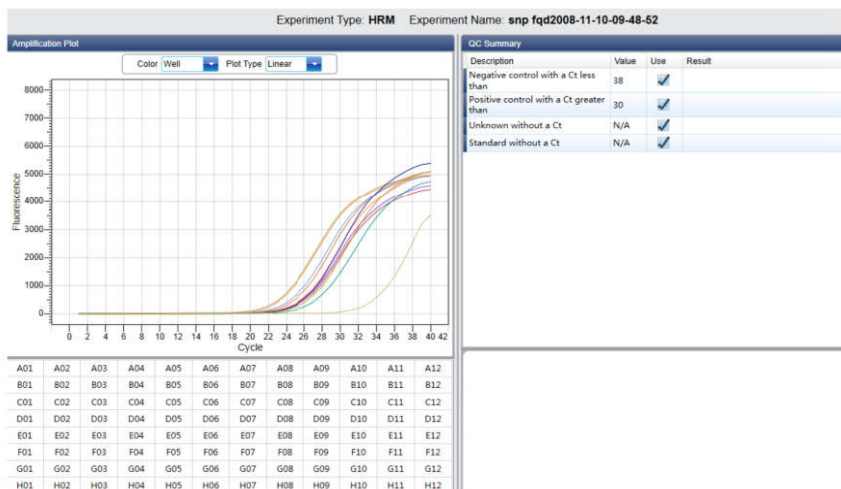 Experiment Type: HRM Experiment Name: snp fqd2008-11-10-09-48-52
Amplification Plot
Color Well Plot Type Linear
8000
7000
6000
5000
4000
3000
2000
1000
0
Fluorescence
0 2 4 6 8 10 12 14 16 18 20 22 24 26 28 30 32 34 36 38 40 42
Cycle
A01 A02 A03 A04 A05 A06 A07 A08 A09 A10 A11 A12
B01 B02 B03 B04 B05 B06 B07 B08 B09 B10 B11 B12
C01 C02 C03 C04 C05 C06 C07 C08 C09 C10 C11 C12
D01 D02 D03 D04 D05 D06 D07 D08 D09 D10 D11 D12
E01 E02 E03 E04 E05 E06 E07 E08 E09 E10 E11 E12
F01 F02 F03 F04 F05 F06 F07 F08 F09 F10 F11 F12
G01 G02 G03 G04 G05 G06 G07 G08 G09 G10 G11 G12
H01 H02 H03 H04 H05 H06 H07 H08 H09 H10 H11 H12
QC Summary
Description Value Use Result
Negative control with a Ct less
than 38
Positive control with a Ct greater
than 30
Unknown without a Ct N/A
Standard without a Ct N/A